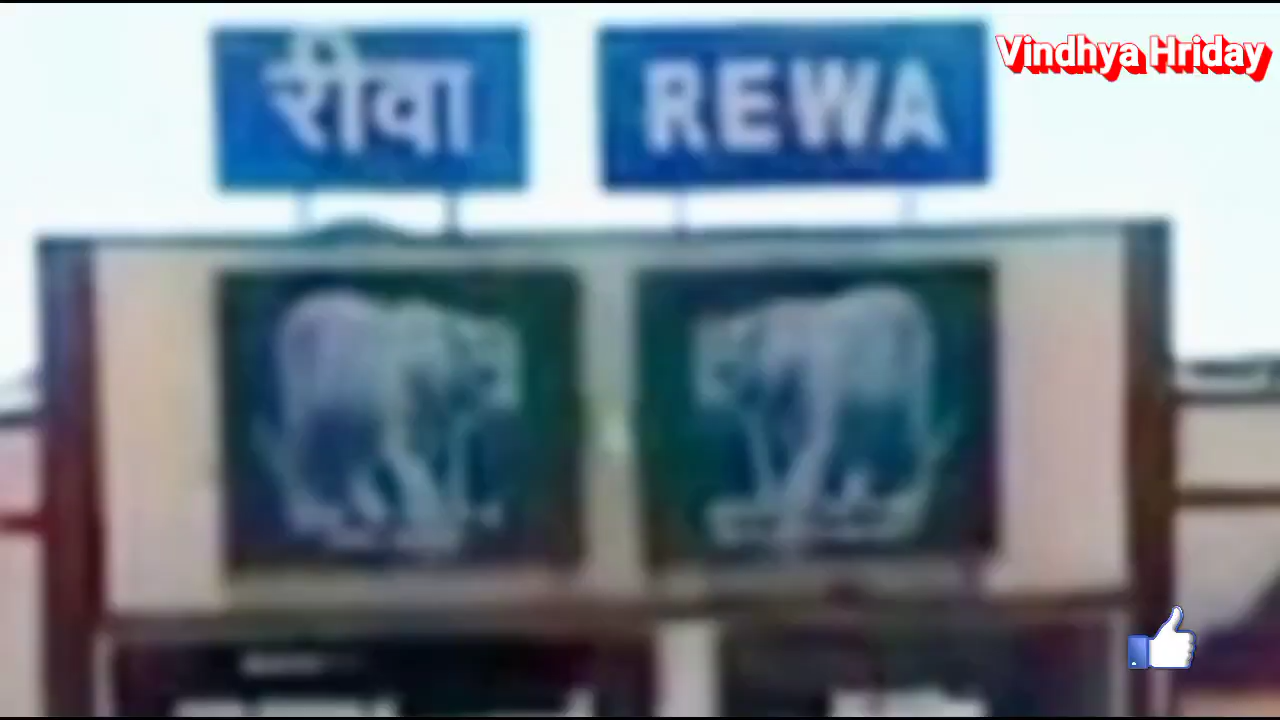 Vindhya Hriday
रीवा REWA